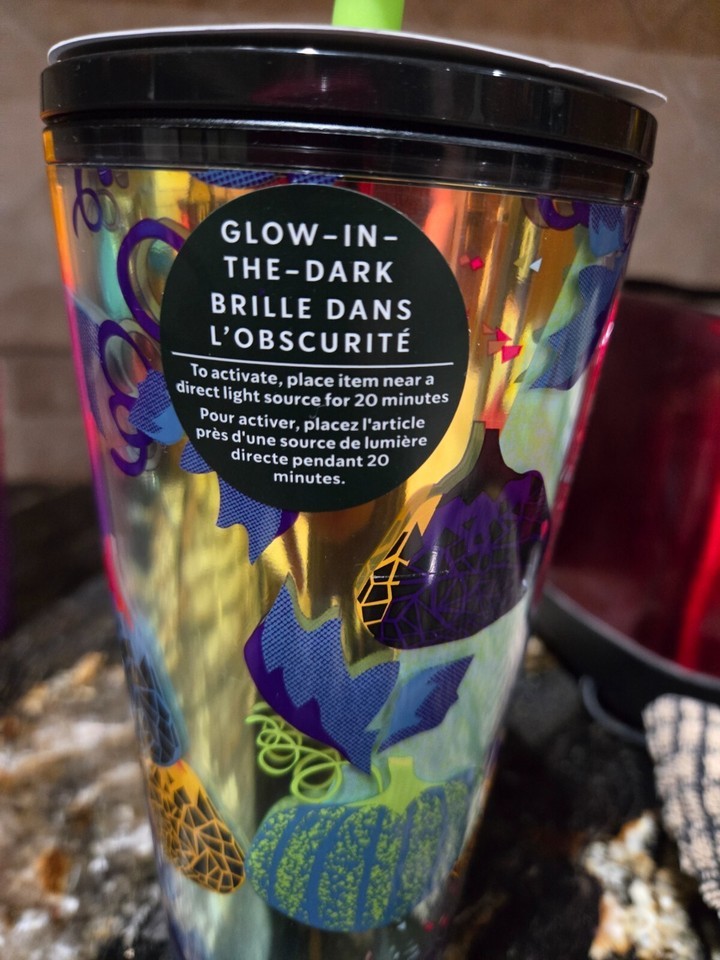 GLOW-IN-
THE-DARK
BRILLE DANS
L'OBSCURITÉ
To activate, place item near a
direct light source for 20 minutes
Pour activer, placez l'article
près d'une source de lumière
directe pendant 20
minutes.